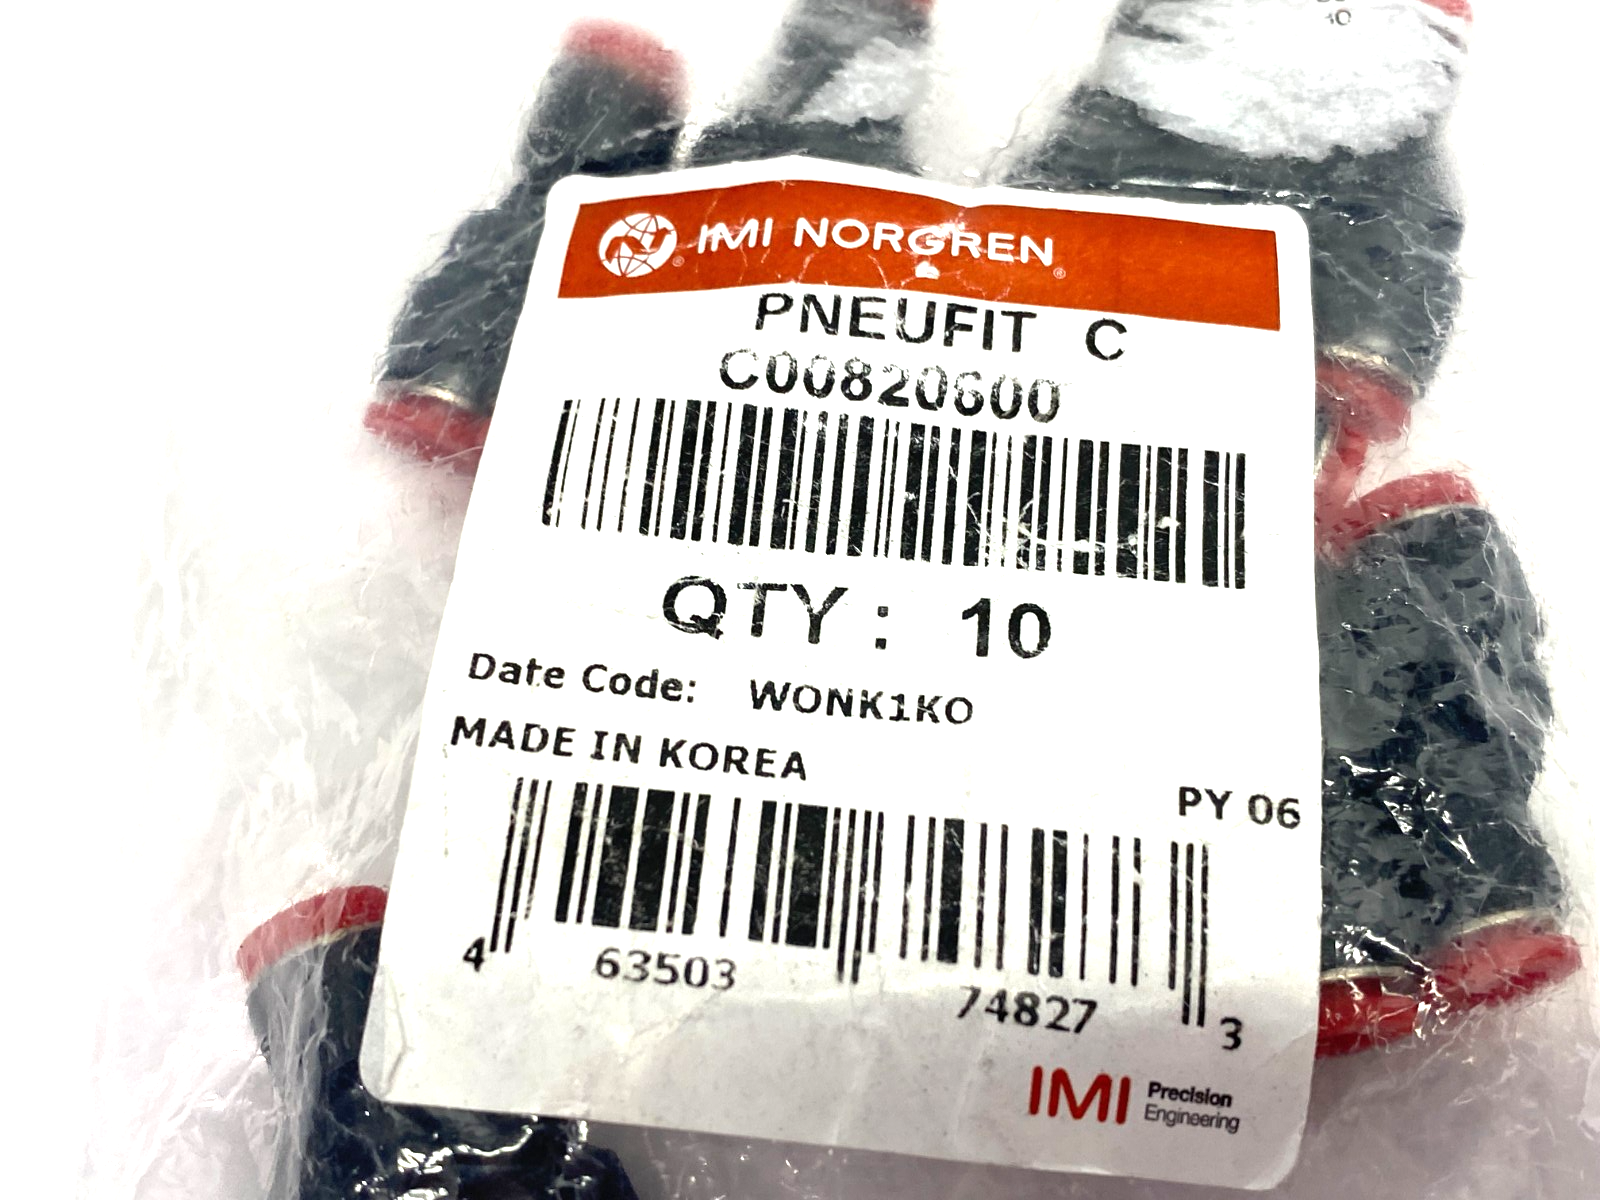 IMI NORGREN
PNEUFIT C
C00820600
QTY : 10
Date Code: WONK1KO
MADE IN KOREA
PY 06
4 63503 74827 3
IMI Precision
Engineering